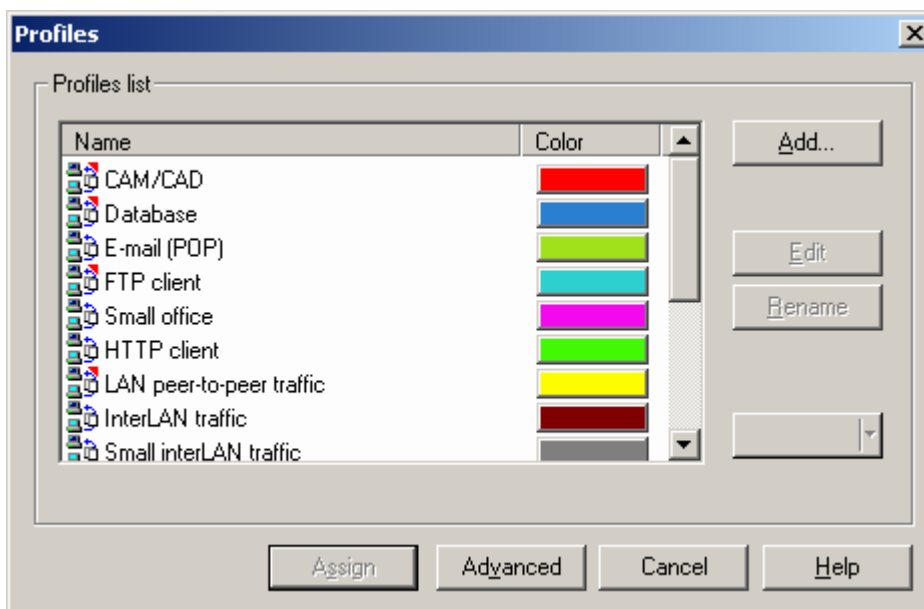 Profiles
Profiles list
Name Color
Add...
CAM/CAD
Database
E-mail (POP)
Edit
FTP client
Small office
Rename
HTTP client
LAN peer-to-peer traffic
InterLAN traffic
Small interLAN traffic
Assign Advanced Cancel Help